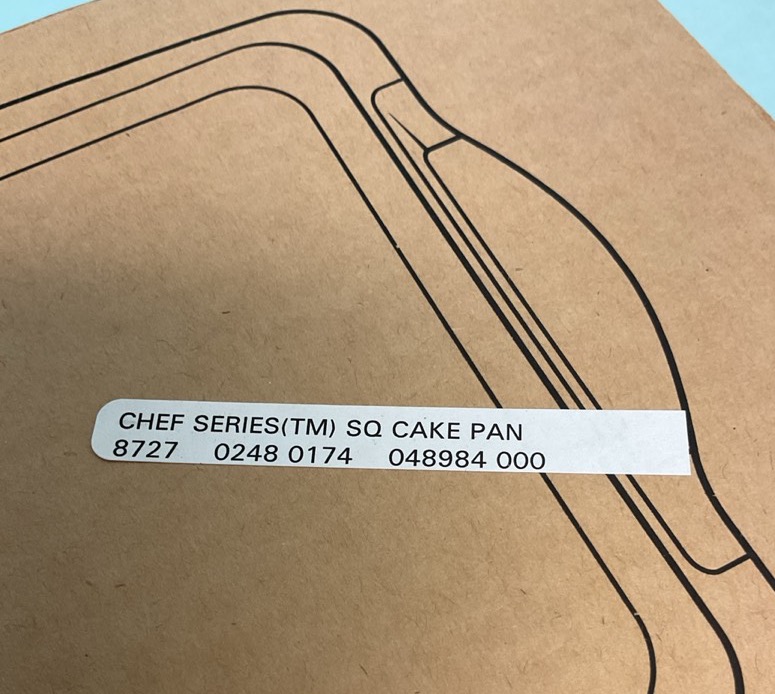 CHEF SERIES(TM) SQ CAKE PAN
8727 0248 0174 048984 000